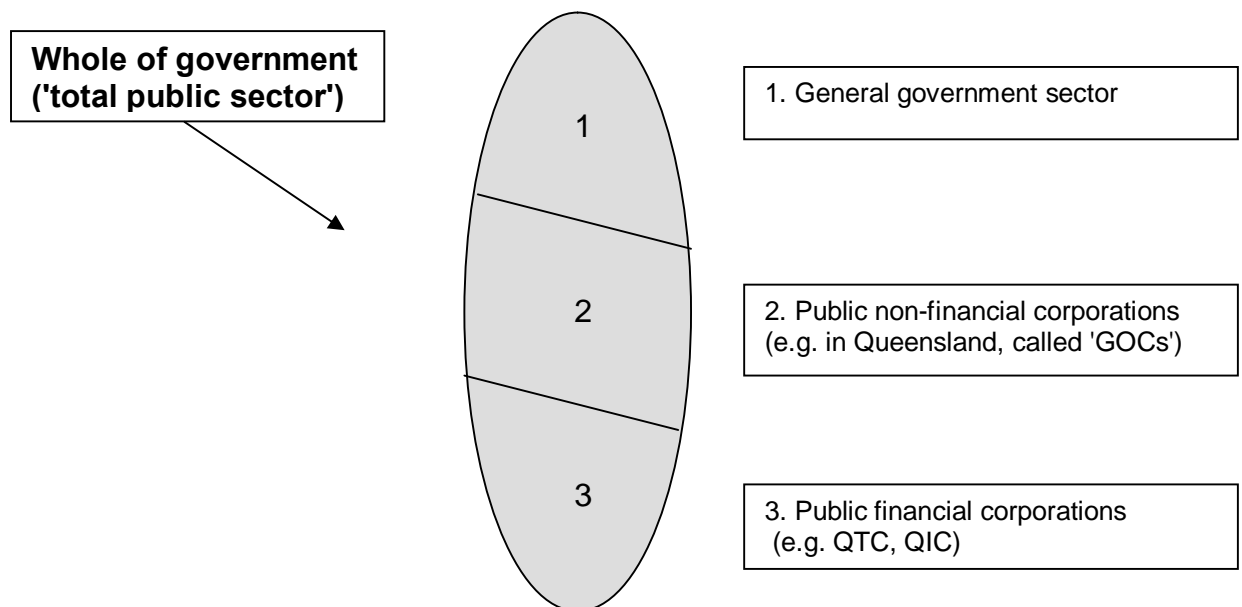 Whole of government
('total public sector')
1
2
3
1. General government sector
2. Public non-financial corporations
(e.g. in Queensland, called 'GOCs')
3. Public financial corporations
(e.g. QTC, QIC)